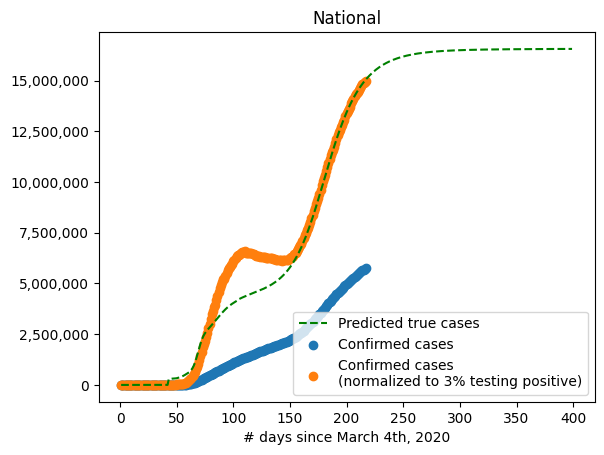 National
15,000,000
12,500,000
10,000,000
7,500,000
5,000,000
2,500,000
0
Predicted true cases
Confirmed cases
Confirmed cases
(normalized to 3% testing positive)
0 50 100 150 200 250 300 350 400
# days since March 4th, 2020